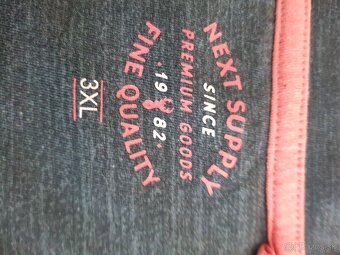 NEXT SUPPLY
SINCE
PREMIUM GOODS
.19 82.
FINE QUALITY
3XL